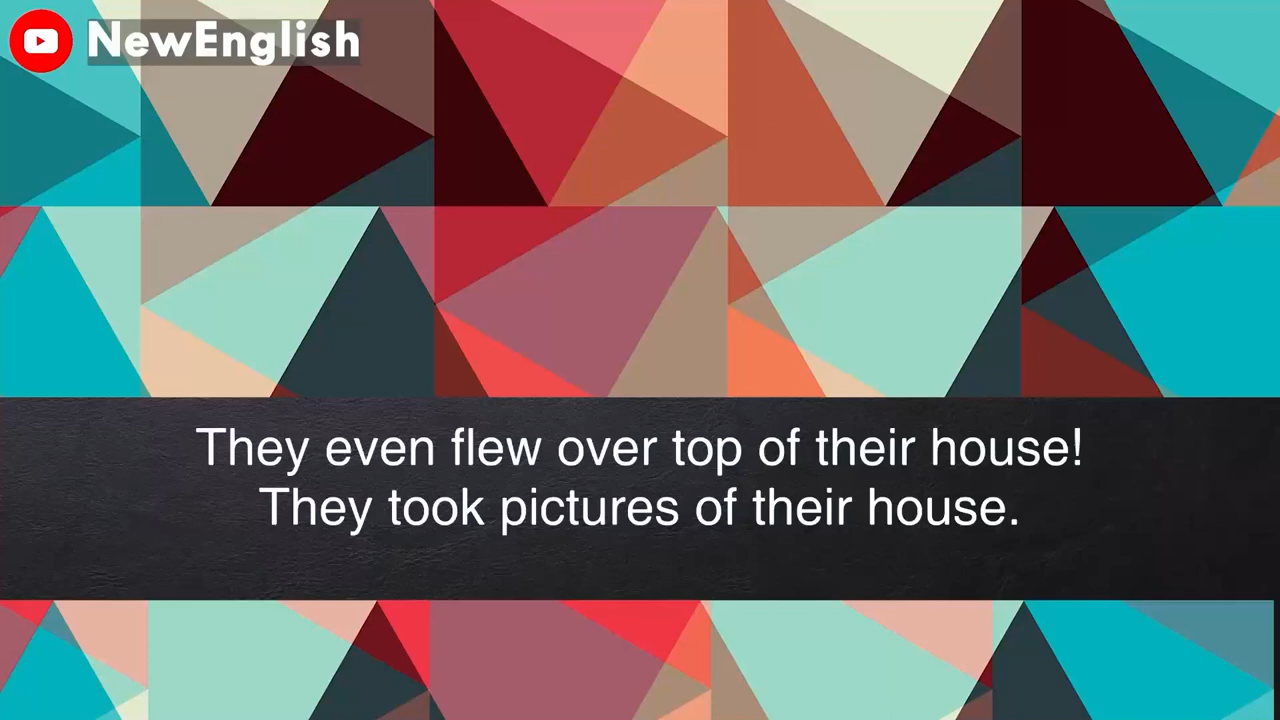 NewEnglish
They even flew over top of their house!
They took pictures of their house.